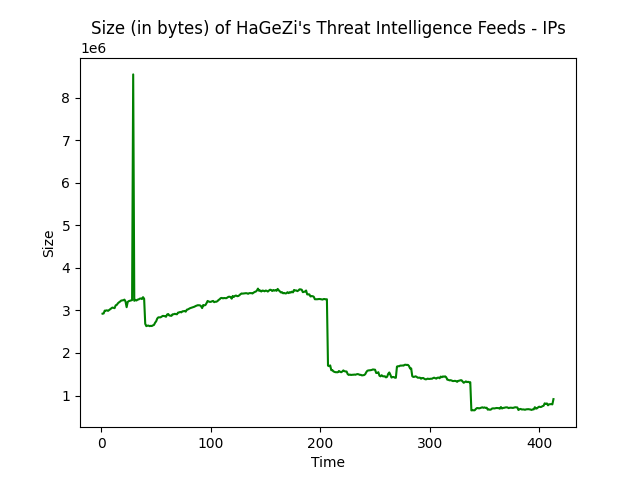 Size (in bytes) of HaGeZi's Threat Intelligence Feeds - IPs
1e6
8
7
6
5
4
3
2
1
Size
0 100 200 300 400
Time